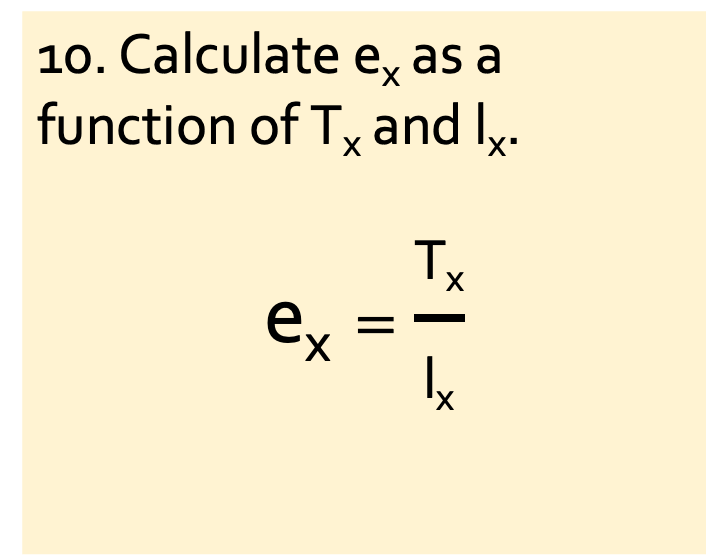 10. Calculate eₓ as a
function of Tₓ and lₓ.
eₓ = Tₓ / lₓ